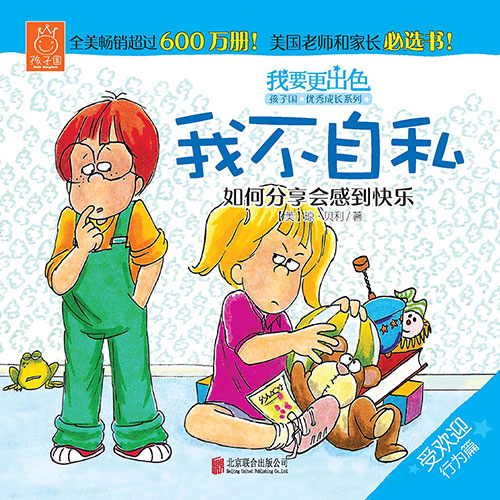 全美畅销超过600万册！美国老师和家长必选书！
孩子国
我要更出色
孩子国 优秀成长系列
我不自私
如何分享会感到快乐
【美】琼·贝利/著
受欢迎
行为篇
北京联合出版公司
Beijing United Publishing Co.,Ltd.